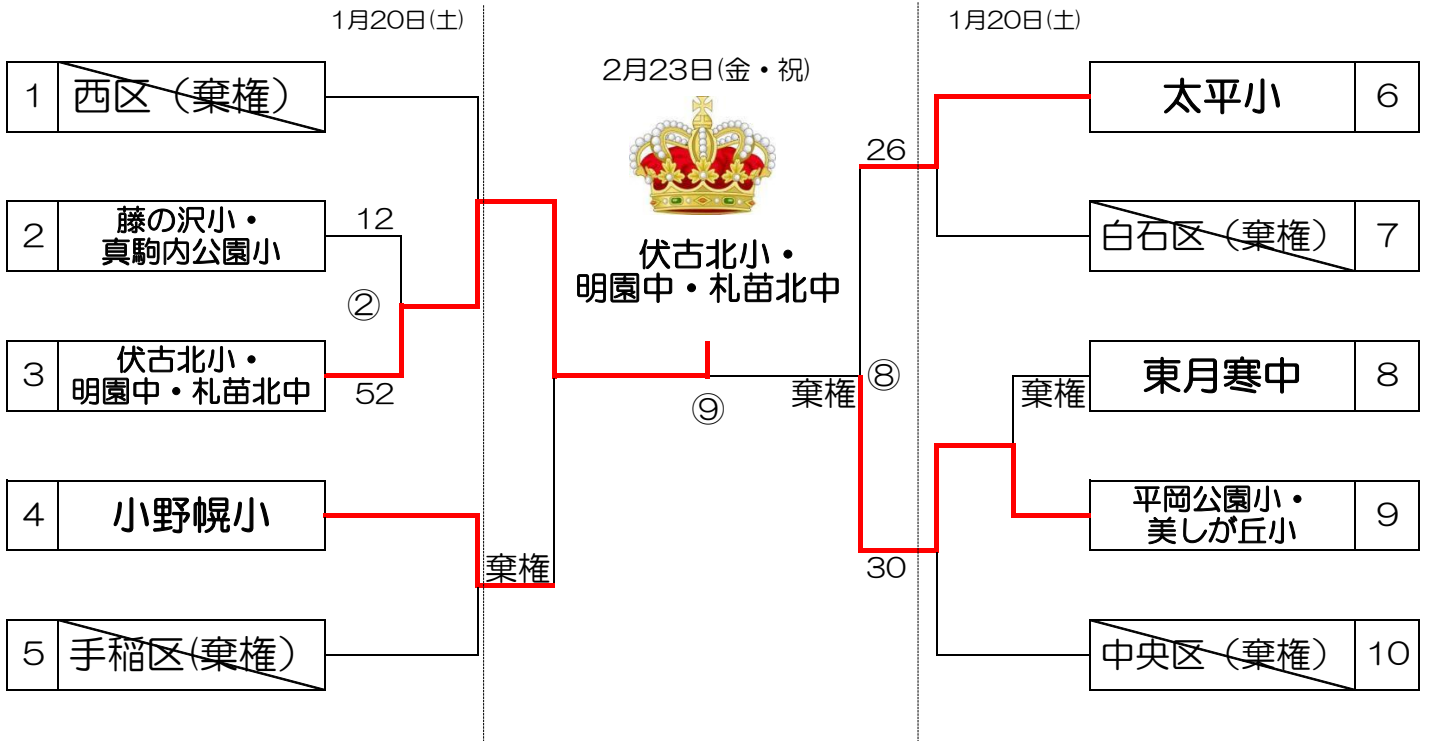 1月20日(土)
1月20日(土)
2月23日(金・祝)
1
西区（棄権）
2
藤の沢小・
真駒内公園小
12
②
3
伏古北小・
明園中・札苗北中
52
4
小野幌小
棄権
5
手稲区(棄権）
伏古北小・
明園中・札苗北中
⑨
棄権
⑧
26
30
太平小
6
白石区（棄権）
7
棄権
東月寒中
8
平岡公園小・
美しが丘小
9
中央区（棄権）
10